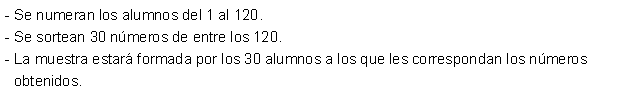 - Se numeran los alumnos del 1 al 120.
- Se sortean 30 números de entre los 120.
- La muestra estará formada por los 30 alumnos a los que les correspondan los números
obtenidos.